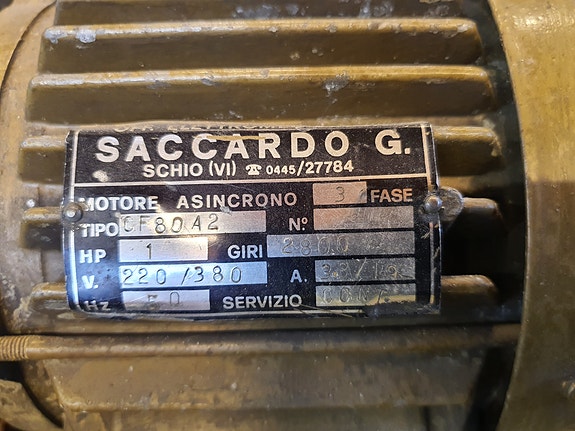 SACCARDO G.
SCHIO (VI) ☎ 0445/27784
MOTORE ASINCRONO 3 FASE
TIPO CF80A2 N°
HP 1 GIRI 2800
V. 220/380 A.
Hz 50 SERVIZIO CONT.